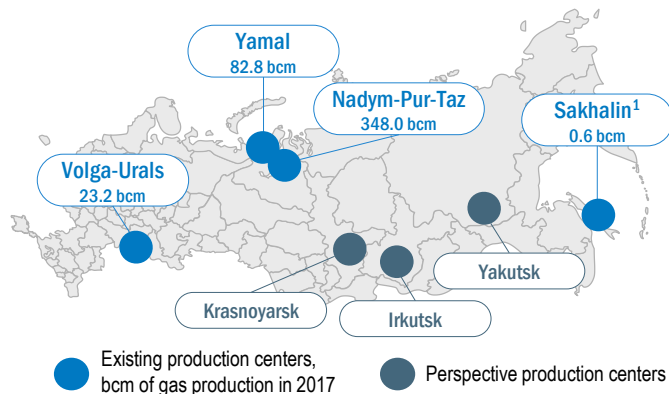 Yamal
82.8 bcm
Nadym-Pur-Taz
348.0 bcm
Sakhalin¹
0.6 bcm
Volga-Urals
23.2 bcm
Yakutsk
Krasnoyarsk
Irkutsk
Existing production centers,
bcm of gas production in 2017
Perspective production centers